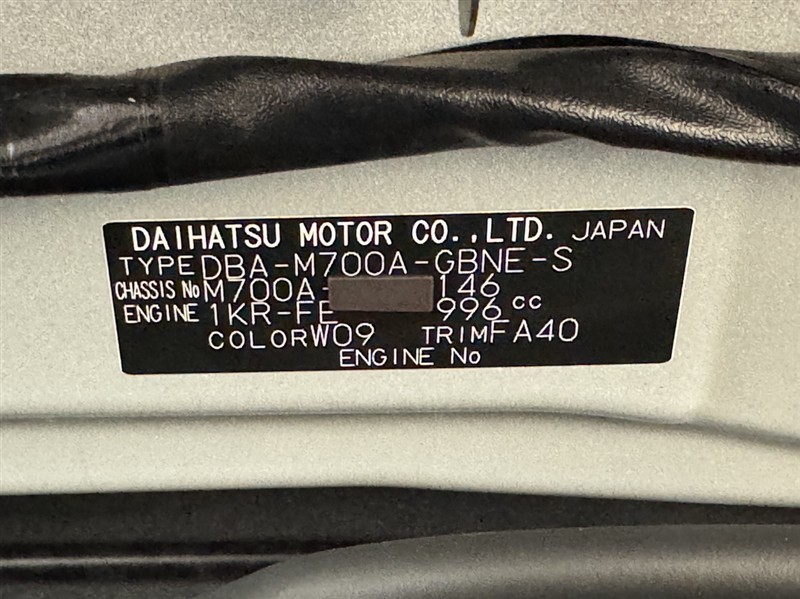 DAIHATSU MOTOR CO.,LTD. JAPAN
TYPE DBA-M700A-GBNE-S
CHASSIS No M700A- 146
ENGINE 1KR-FE 996 cc
COLOR W09 TRIM FA40
ENGINE No